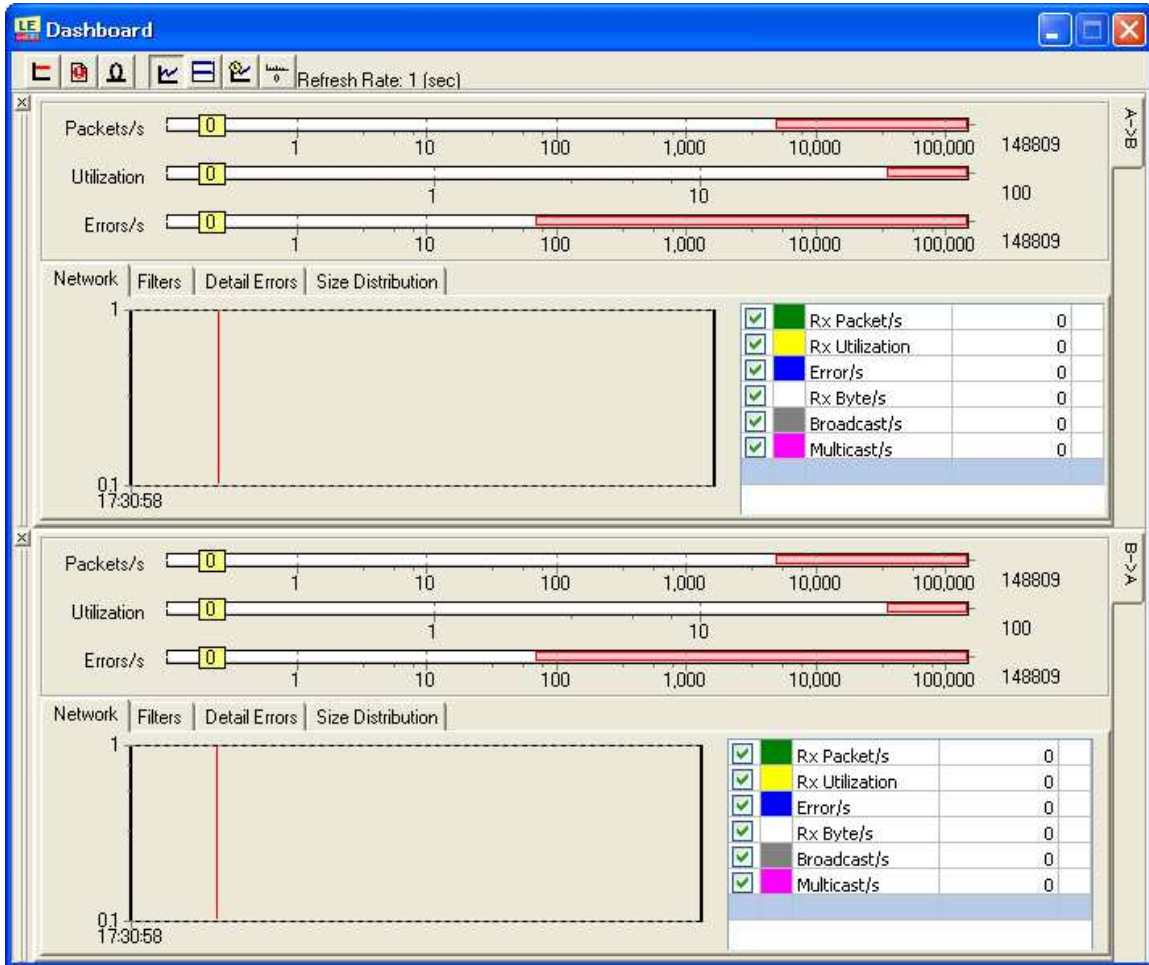 LE Dashboard
Refresh Rate: 1 (sec)
A->B
Packets/s 0 1 10 100 1,000 10,000 100,000 148809
Utilization 0 1 10 100
Errors/s 0 1 10 100 1,000 10,000 100,000 148809
Network Filters Detail Errors Size Distribution
1
0.1
17:30:58
Rx Packet/s 0
Rx Utilization 0
Error/s 0
Rx Byte/s 0
Broadcast/s 0
Multicast/s 0
B->A
Packets/s 0 1 10 100 1,000 10,000 100,000 148809
Utilization 0 1 10 100
Errors/s 0 1 10 100 1,000 10,000 100,000 148809
Network Filters Detail Errors Size Distribution
1
0.1
17:30:58
Rx Packet/s 0
Rx Utilization 0
Error/s 0
Rx Byte/s 0
Broadcast/s 0
Multicast/s 0